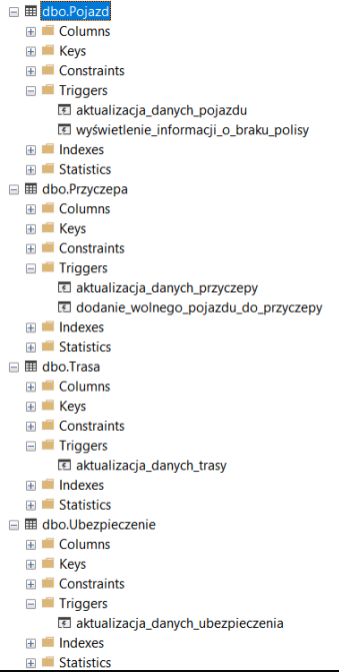 dbo.Pojazd
Columns
Keys
Constraints
Triggers
aktualizacja_danych_pojazdu
wyświetlenie_informacji_o_braku_polisy
Indexes
Statistics
dbo.Przyczepa
Columns
Keys
Constraints
Triggers
aktualizacja_danych_przyczepy
dodanie_wolnego_pojazdu_do_przyczepy
Indexes
Statistics
dbo.Trasa
Columns
Keys
Constraints
Triggers
aktualizacja_danych_trasy
Indexes
Statistics
dbo.Ubezpieczenie
Columns
Keys
Constraints
Triggers
aktualizacja_danych_ubezpieczenia
Indexes
Statistics